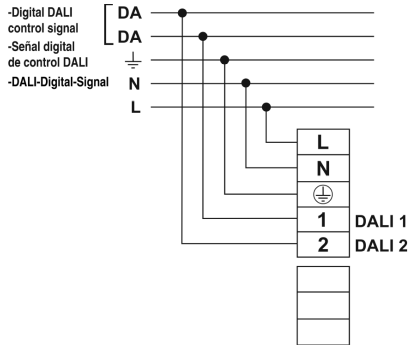 -Digital DALI
control signal
-Señal digital
de control DALI
-DALI-Digital-Signal
DA
DA
N
L
L
N
1 DALI 1
2 DALI 2